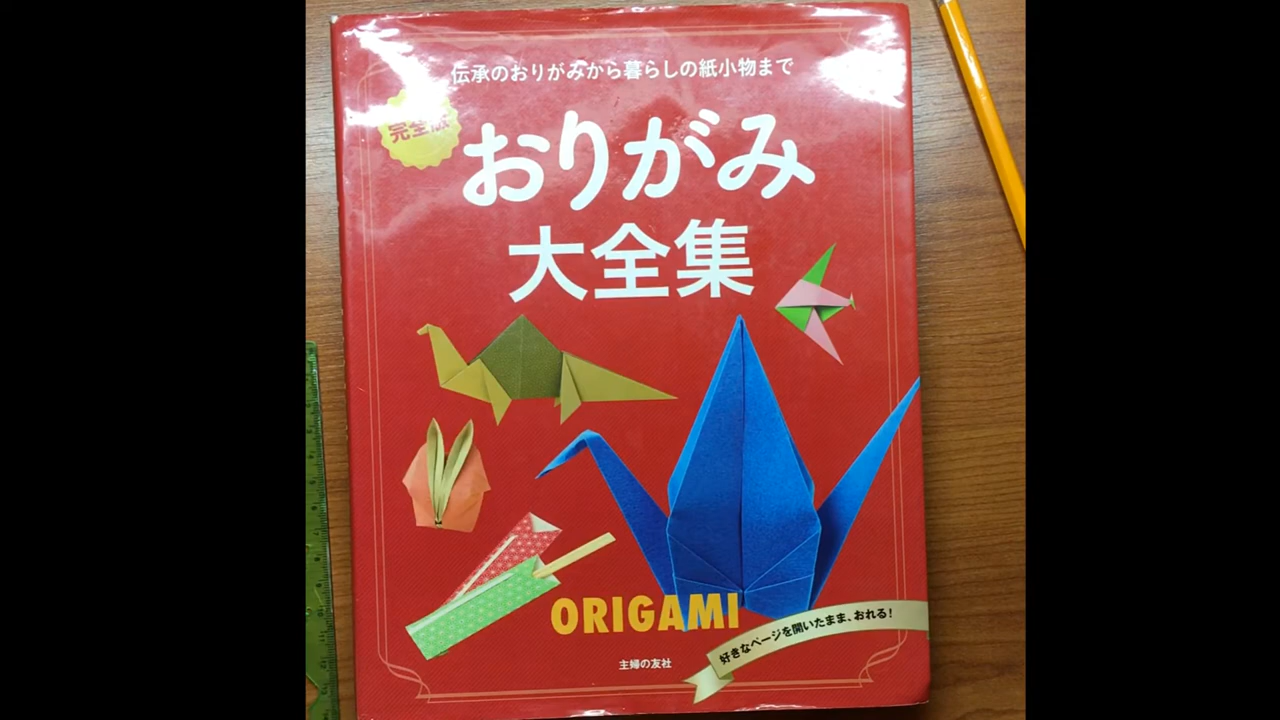 伝承のおりがみから暮らしの紙小物まで
完全版
おりがみ
大全集
ORIGAMI
好きなページを開いたまま、おれる!
主婦の友社